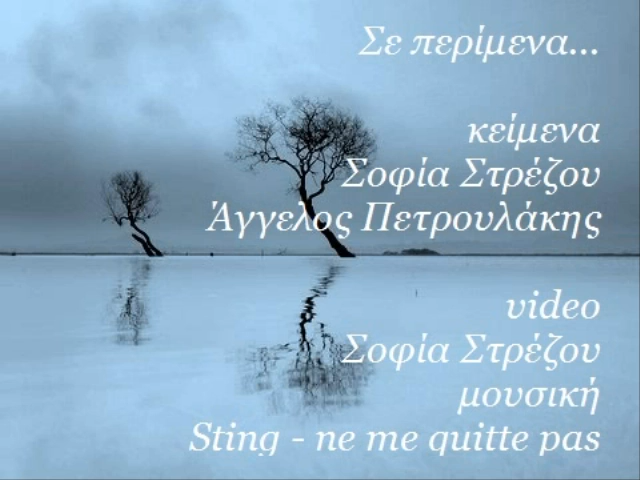 Σε περίμενα...
κείμενα
Σοφία Στρέζου
Άγγελος Πετρουλάκης
video
Σοφία Στρέζου
μουσική
Sting - ne me quitte pas